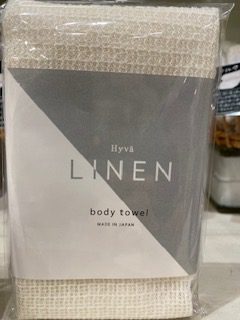 Hyvä
LINEN
body towel
MADE IN JAPAN